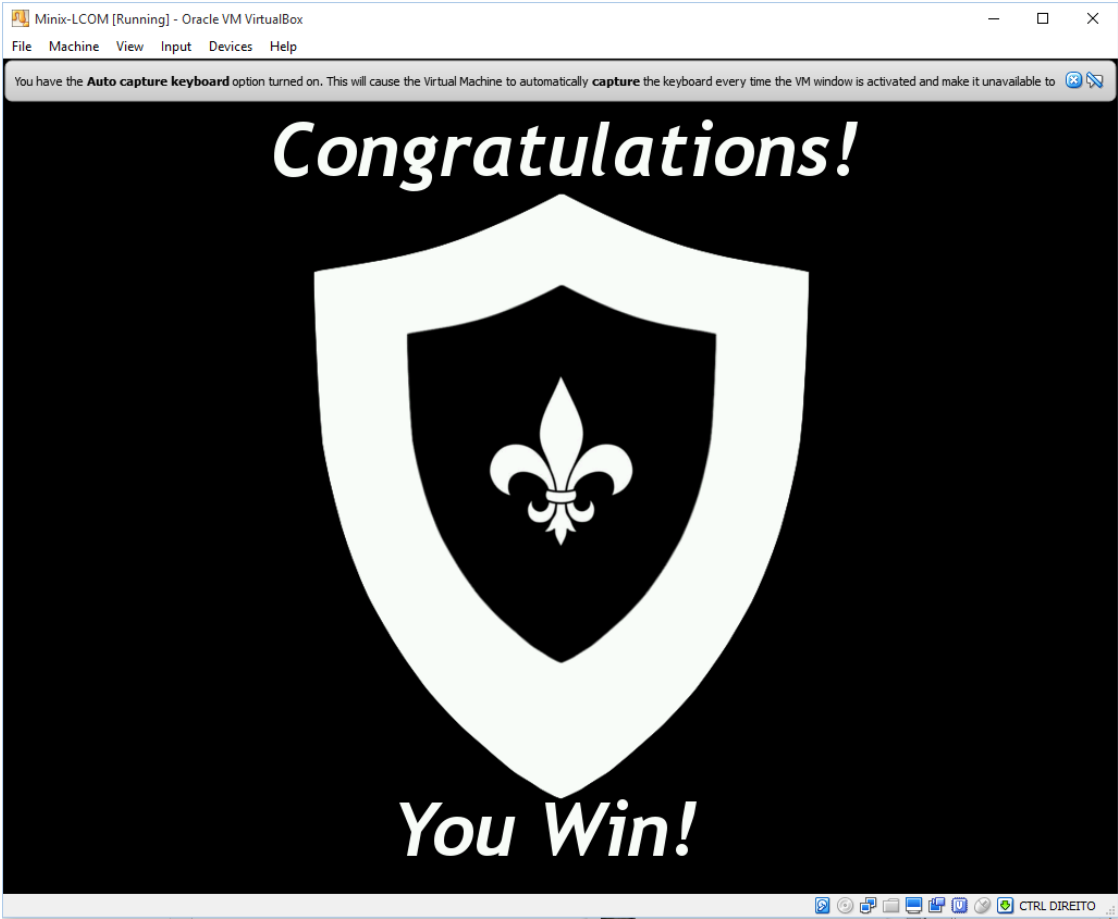 Minix-LCOM [Running] - Oracle VM VirtualBox
File Machine View Input Devices Help
You have the Auto capture keyboard option turned on. This will cause the Virtual Machine to automatically capture the keyboard every time the VM window is activated and make it unavailable to
Congratulations!
You Win!
CTRL DIREITO